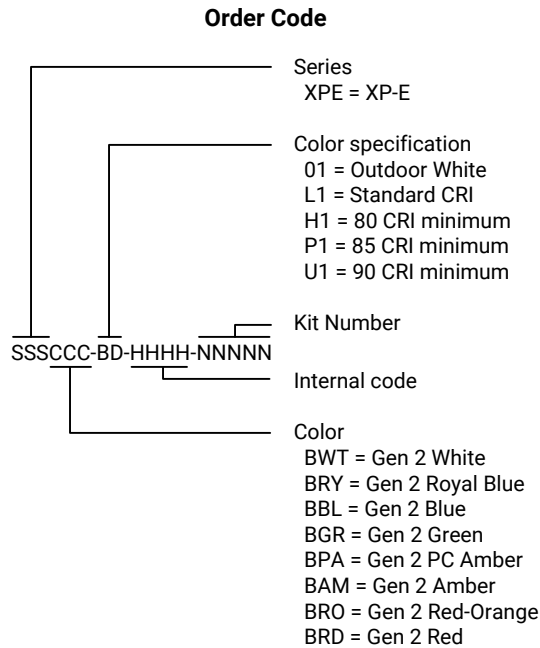 Order Code
Series
XPE = XP-E
Color specification
01 = Outdoor White
L1 = Standard CRI
H1 = 80 CRI minimum
P1 = 85 CRI minimum
U1 = 90 CRI minimum
Kit Number
SSSCCC-BD-HHHH-NNNNN
Internal code
Color
BWT = Gen 2 White
BRY = Gen 2 Royal Blue
BBL = Gen 2 Blue
BGR = Gen 2 Green
BPA = Gen 2 PC Amber
BAM = Gen 2 Amber
BRO = Gen 2 Red-Orange
BRD = Gen 2 Red